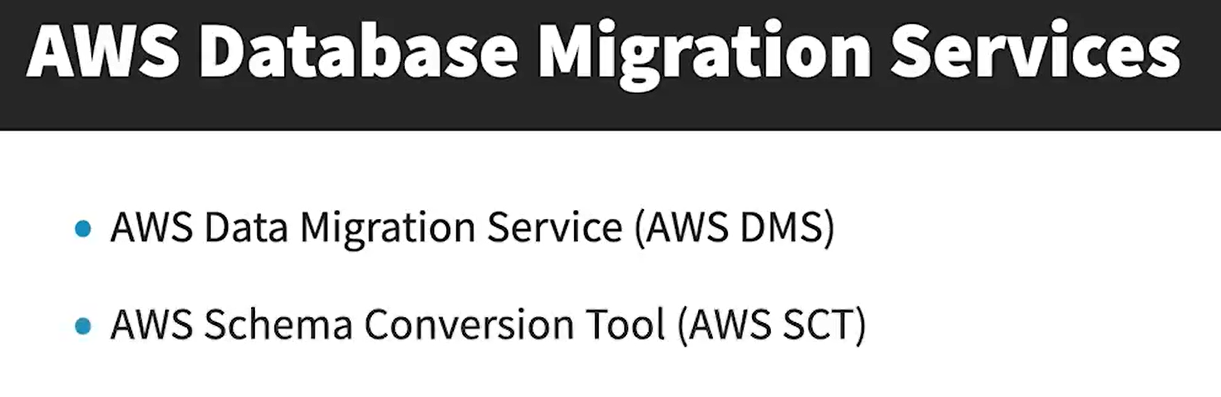 AWS Database Migration Services
AWS Data Migration Service (AWS DMS)
AWS Schema Conversion Tool (AWS SCT)